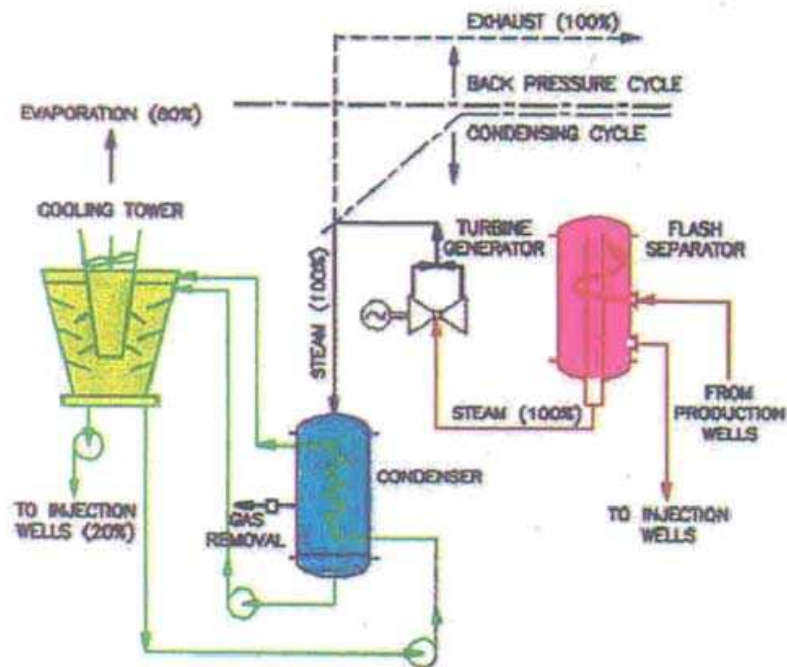 EXHAUST (100%)
BACK PRESSURE CYCLE
EVAPORATION (80%)
CONDENSING CYCLE
COOLING TOWER
TURBINE
GENERATOR
FLASH
SEPARATOR
STEAM (100%)
FROM
PRODUCTION
WELLS
STEAM (100%)
CONDENSER
TO INJECTION
WELLS (20%)
GAS
REMOVAL
TO INJECTION
WELLS